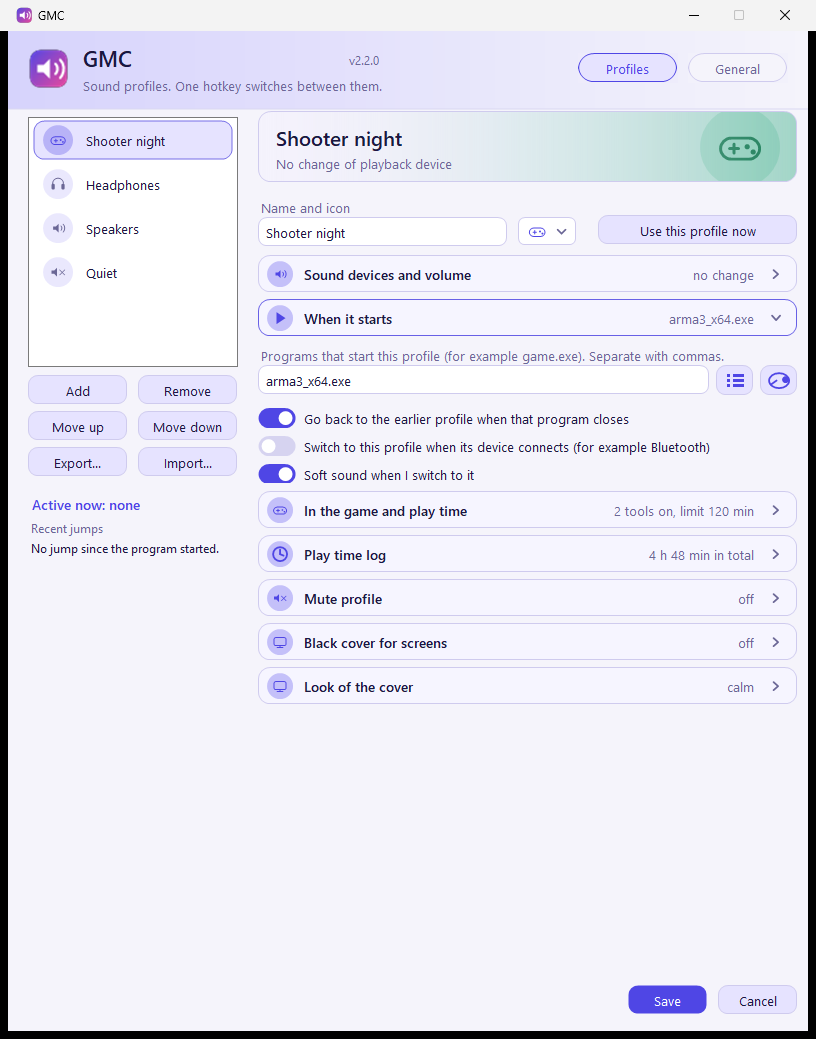 GMC
GMC
v2.2.0
Sound profiles. One hotkey switches between them.
Profiles
General
Shooter night
Headphones
Speakers
Quiet
Add
Remove
Move up
Move down
Export...
Import...
Active now: none
Recent jumps
No jump since the program started.
Shooter night
No change of playback device
Name and icon
Shooter night
Use this profile now
Sound devices and volume
no change
When it starts
arma3_x64.exe
Programs that start this profile (for example game.exe). Separate with commas.
arma3_x64.exe
Go back to the earlier profile when that program closes
Switch to this profile when its device connects (for example Bluetooth)
Soft sound when I switch to it
In the game and play time
2 tools on, limit 120 min
Play time log
4 h 48 min in total
Mute profile
off
Black cover for screens
off
Look of the cover
calm
Save
Cancel